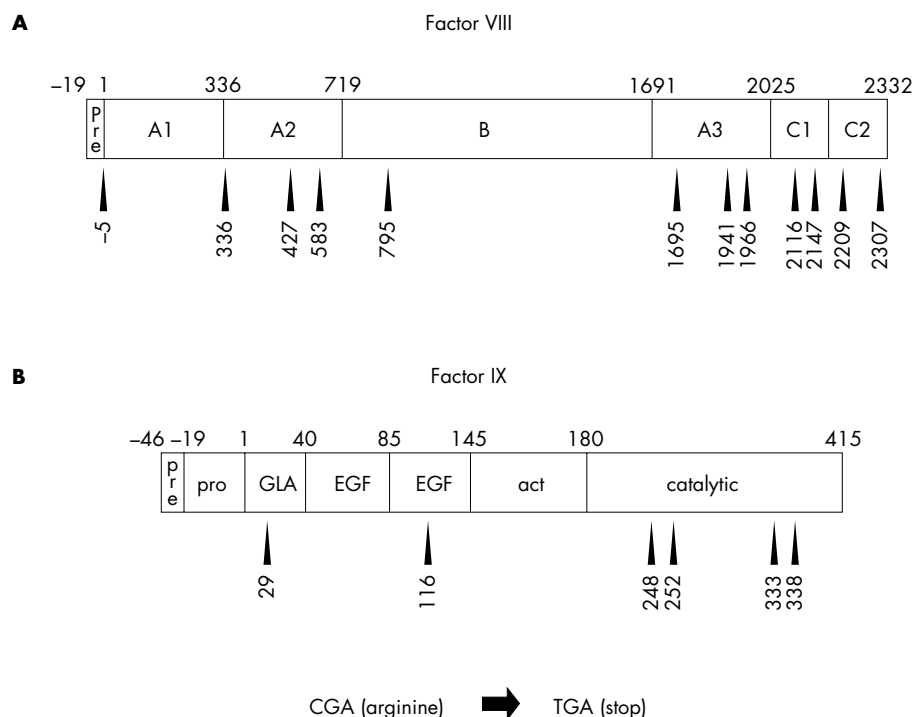 A Factor VIII
–19 1 336 719 1691 2025 2332
Pre A1 A2 B A3 C1 C2
–5 336 427 583 795 1695 1941 1966 2116 2147 2209 2307
B Factor IX
–46 –19 1 40 85 145 180 415
pre pro GLA EGF EGF act catalytic
29 116 248 252 333 338
CGA (arginine) TGA (stop)